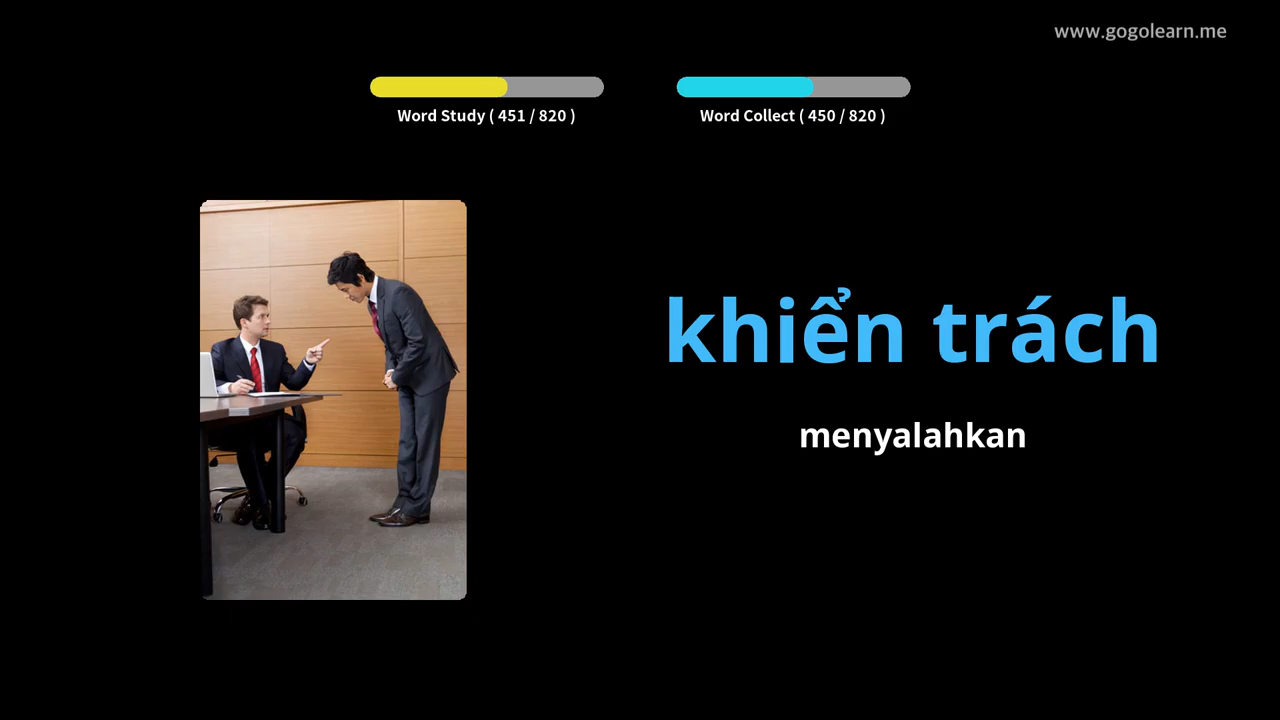 www.gogolearn.me
Word Study ( 451 / 820 )
Word Collect ( 450 / 820 )
khiển trách
menyalahkan